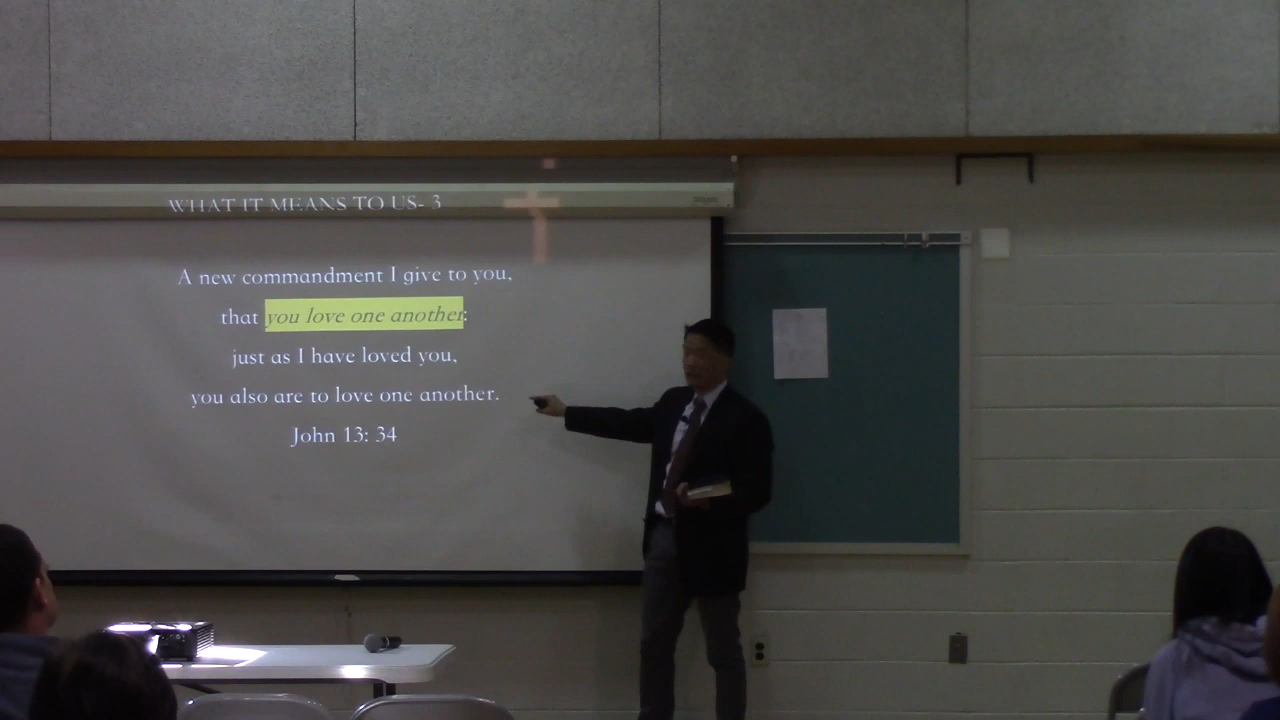 WHAT IT MEANS TO US- 3
A new commandment I give to you,
that you love one another:
just as I have loved you,
you also are to love one another.
John 13: 34